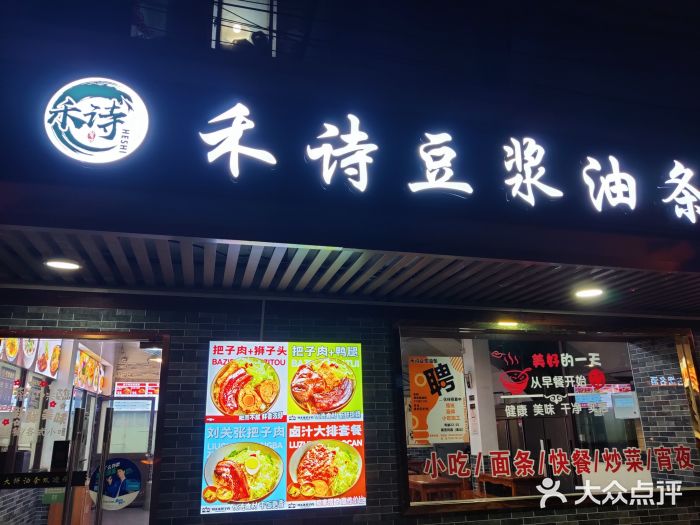 禾诗
HESHI
禾诗豆浆油条
把子肉+狮子头
把子肉+鸭腿
刘关张把子肉
卤汁大排套餐
聘
美好的一天
从早餐开始
健康 美味 干净 实惠
小吃/面条/快餐/炒菜/宵夜
大众点评